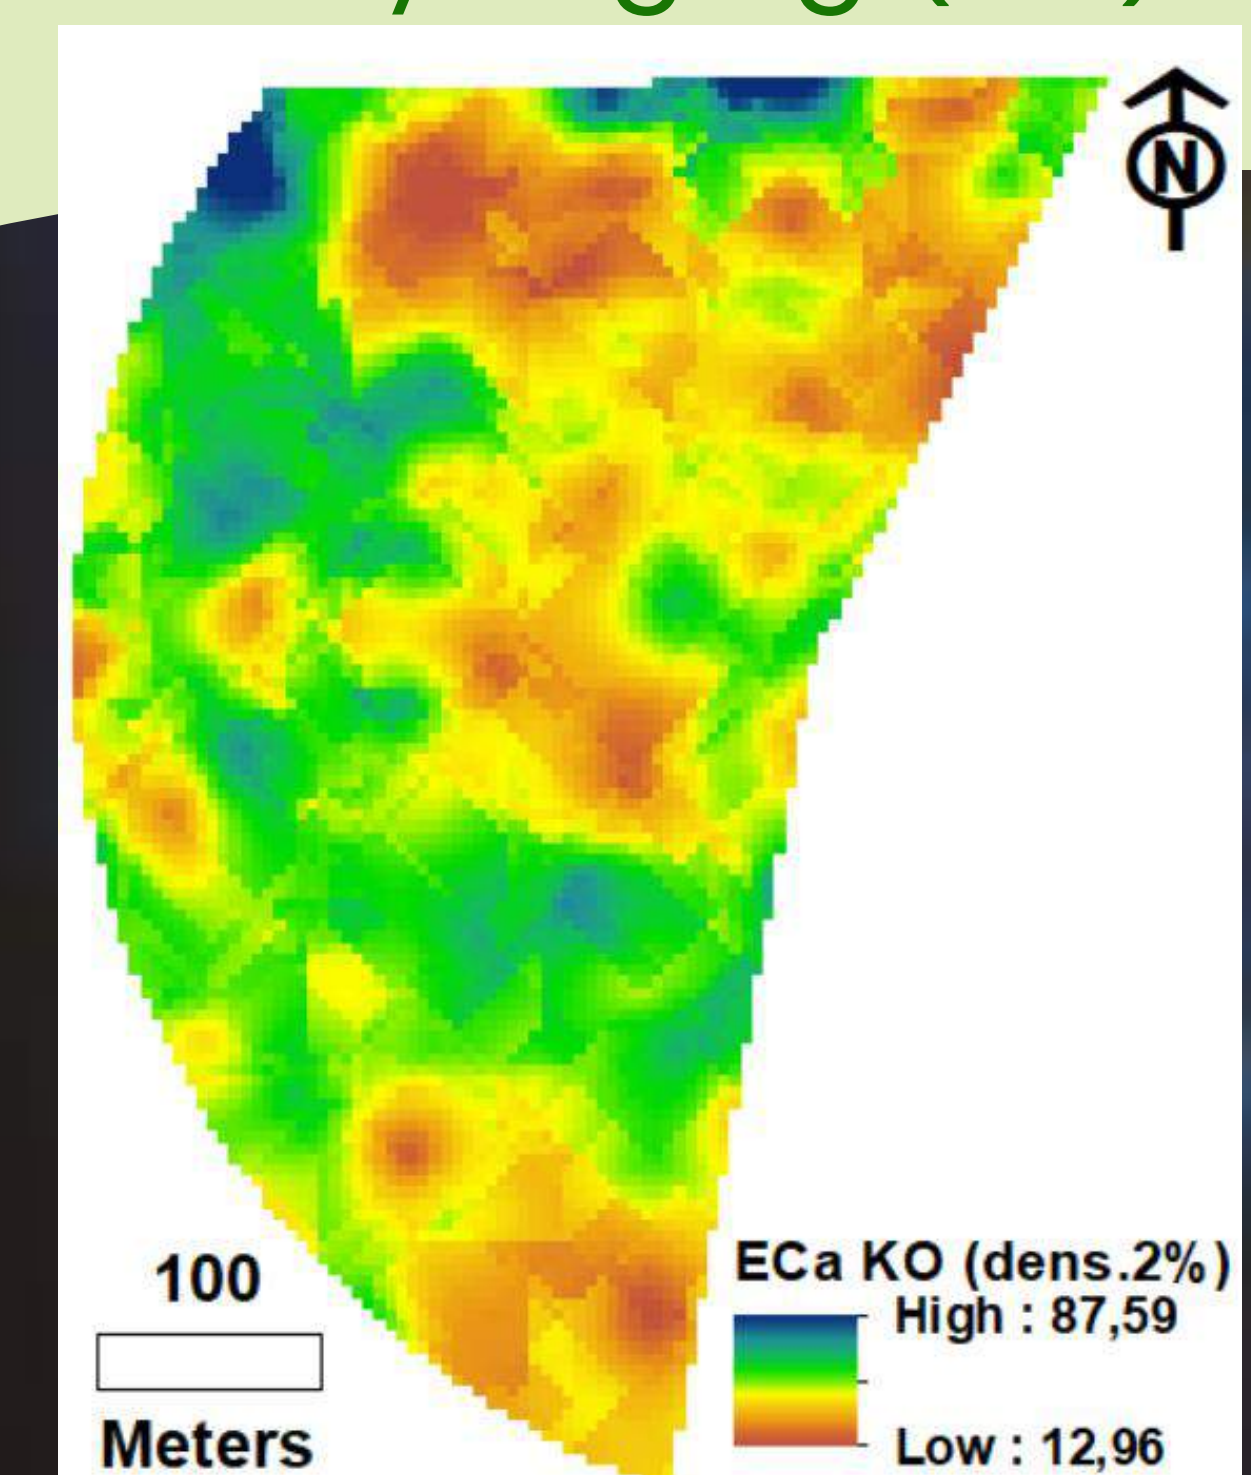 N
100
Meters
ECa KO (dens.2%)
High : 87,59
Low : 12,96